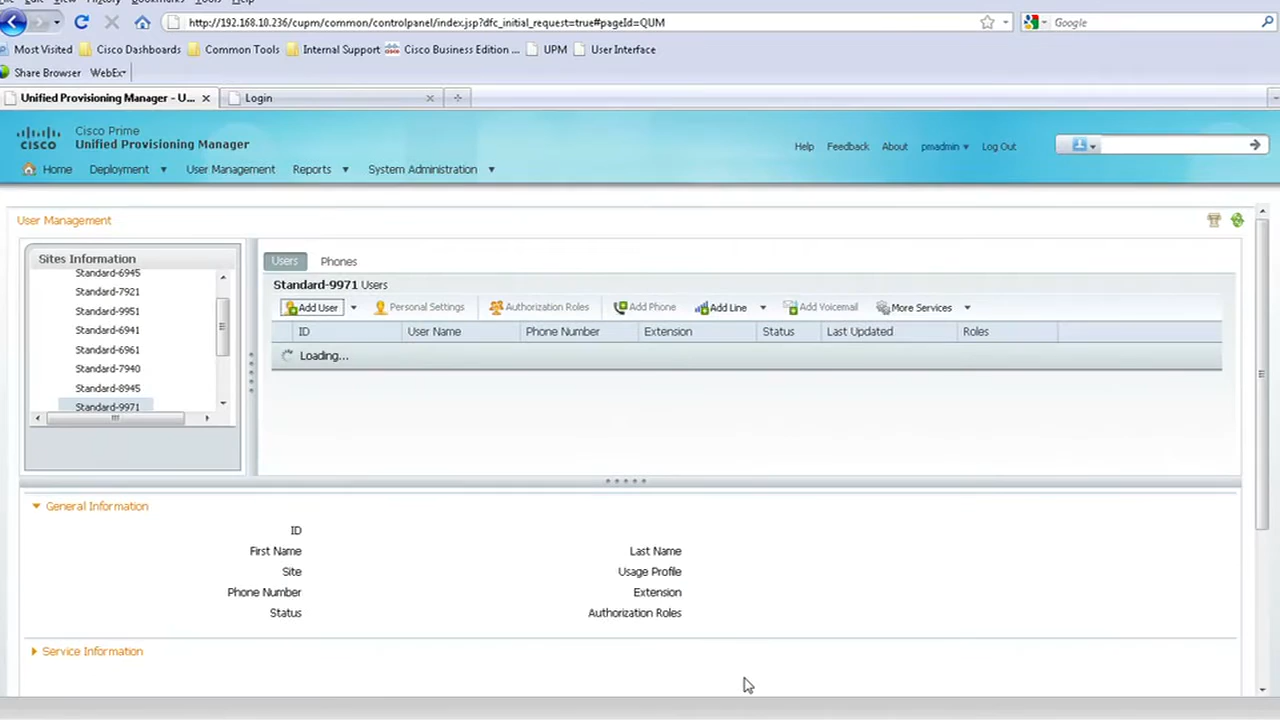 http://192.168.10.236/cupm/common/controlpanel/index.jsp?dfc_initial_request=true#pageId=QUM
Google
Most Visited Cisco Dashboards Common Tools Internal Support Cisco Business Edition ... UPM User Interface
Share Browser WebEx
Unified Provisioning Manager - U... Login
cisco
Cisco Prime
Unified Provisioning Manager
Help Feedback About pmadmin Log Out
Home Deployment User Management Reports System Administration
User Management
Sites Information
Standard-6945
Standard-7921
Standard-9951
Standard-6941
Standard-6961
Standard-7940
Standard-8945
Standard-9971
Users Phones
Standard-9971 Users
Add User Personal Settings Authorization Roles Add Phone Add Line Add Voicemail More Services
ID User Name Phone Number Extension Status Last Updated Roles
Loading...
General Information
ID
First Name Last Name
Site Usage Profile
Phone Number Extension
Status Authorization Roles
Service Information